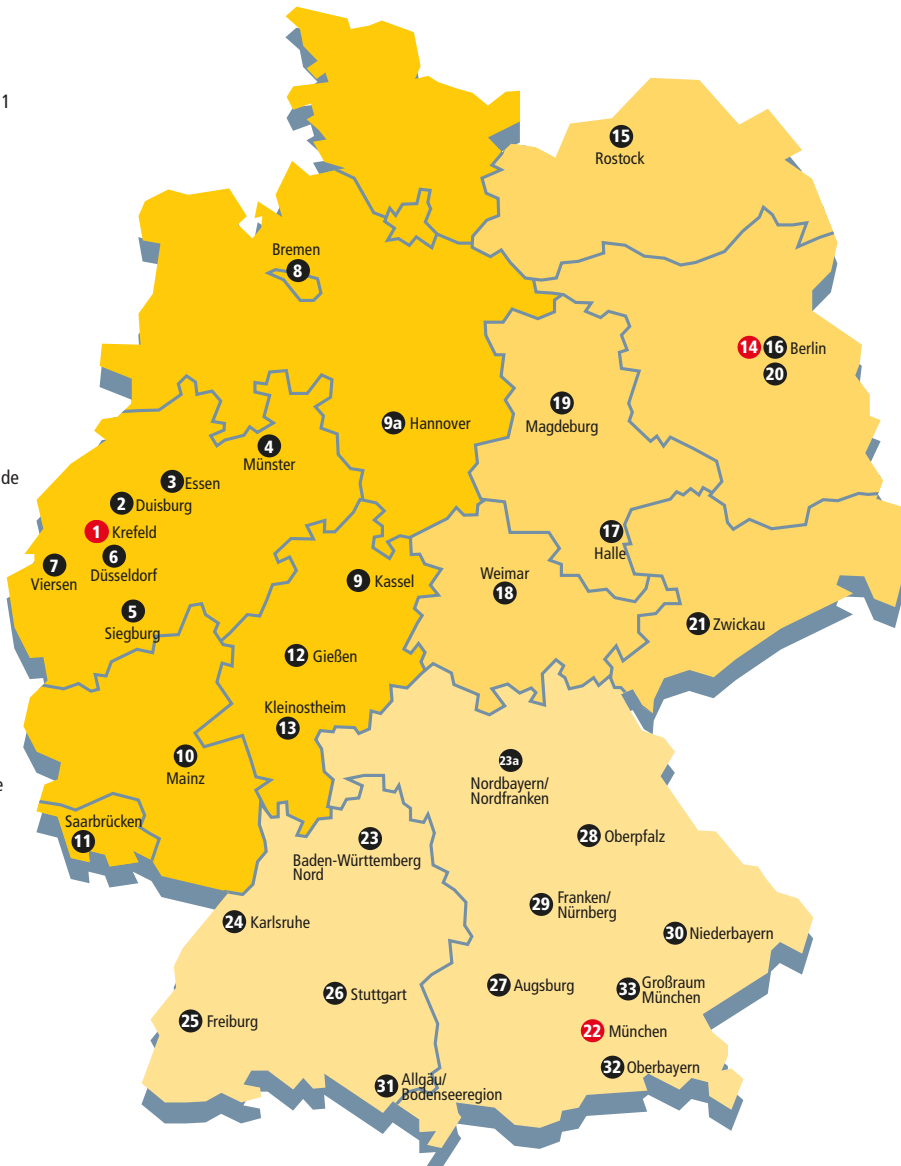 1
15
Rostock
Bremen
8
14 16 Berlin
20
19
Magdeburg
9a Hannover
4
Münster
de
3 Essen
2 Duisburg
1 Krefeld
17
Halle
6
Düsseldorf
7
Viersen
9 Kassel
Weimar
18
5
Siegburg
21 Zwickau
12 Gießen
Kleinostheim
13
10
Mainz
23a
Nordbayern/
Nordfranken
e
Saarbrücken
11
23
Baden-Württemberg
Nord
28 Oberpfalz
29 Franken/
Nürnberg
24 Karlsruhe
30 Niederbayern
27 Augsburg
33 Großraum
München
26 Stuttgart
25 Freiburg
22 München
32 Oberbayern
31 Allgäu/
Bodenseeregion